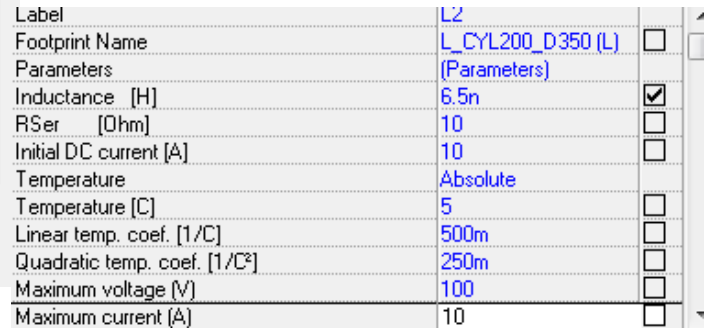 Label L2
Footprint Name L_CYL200_D350 (L)
Parameters (Parameters)
Inductance [H] 6.5n
RSer [Ohm] 10
Initial DC current [A] 10
Temperature Absolute
Temperature [C] 5
Linear temp. coef. [1/C] 500m
Quadratic temp. coef. [1/C²] 250m
Maximum voltage (V) 100
Maximum current (A) 10